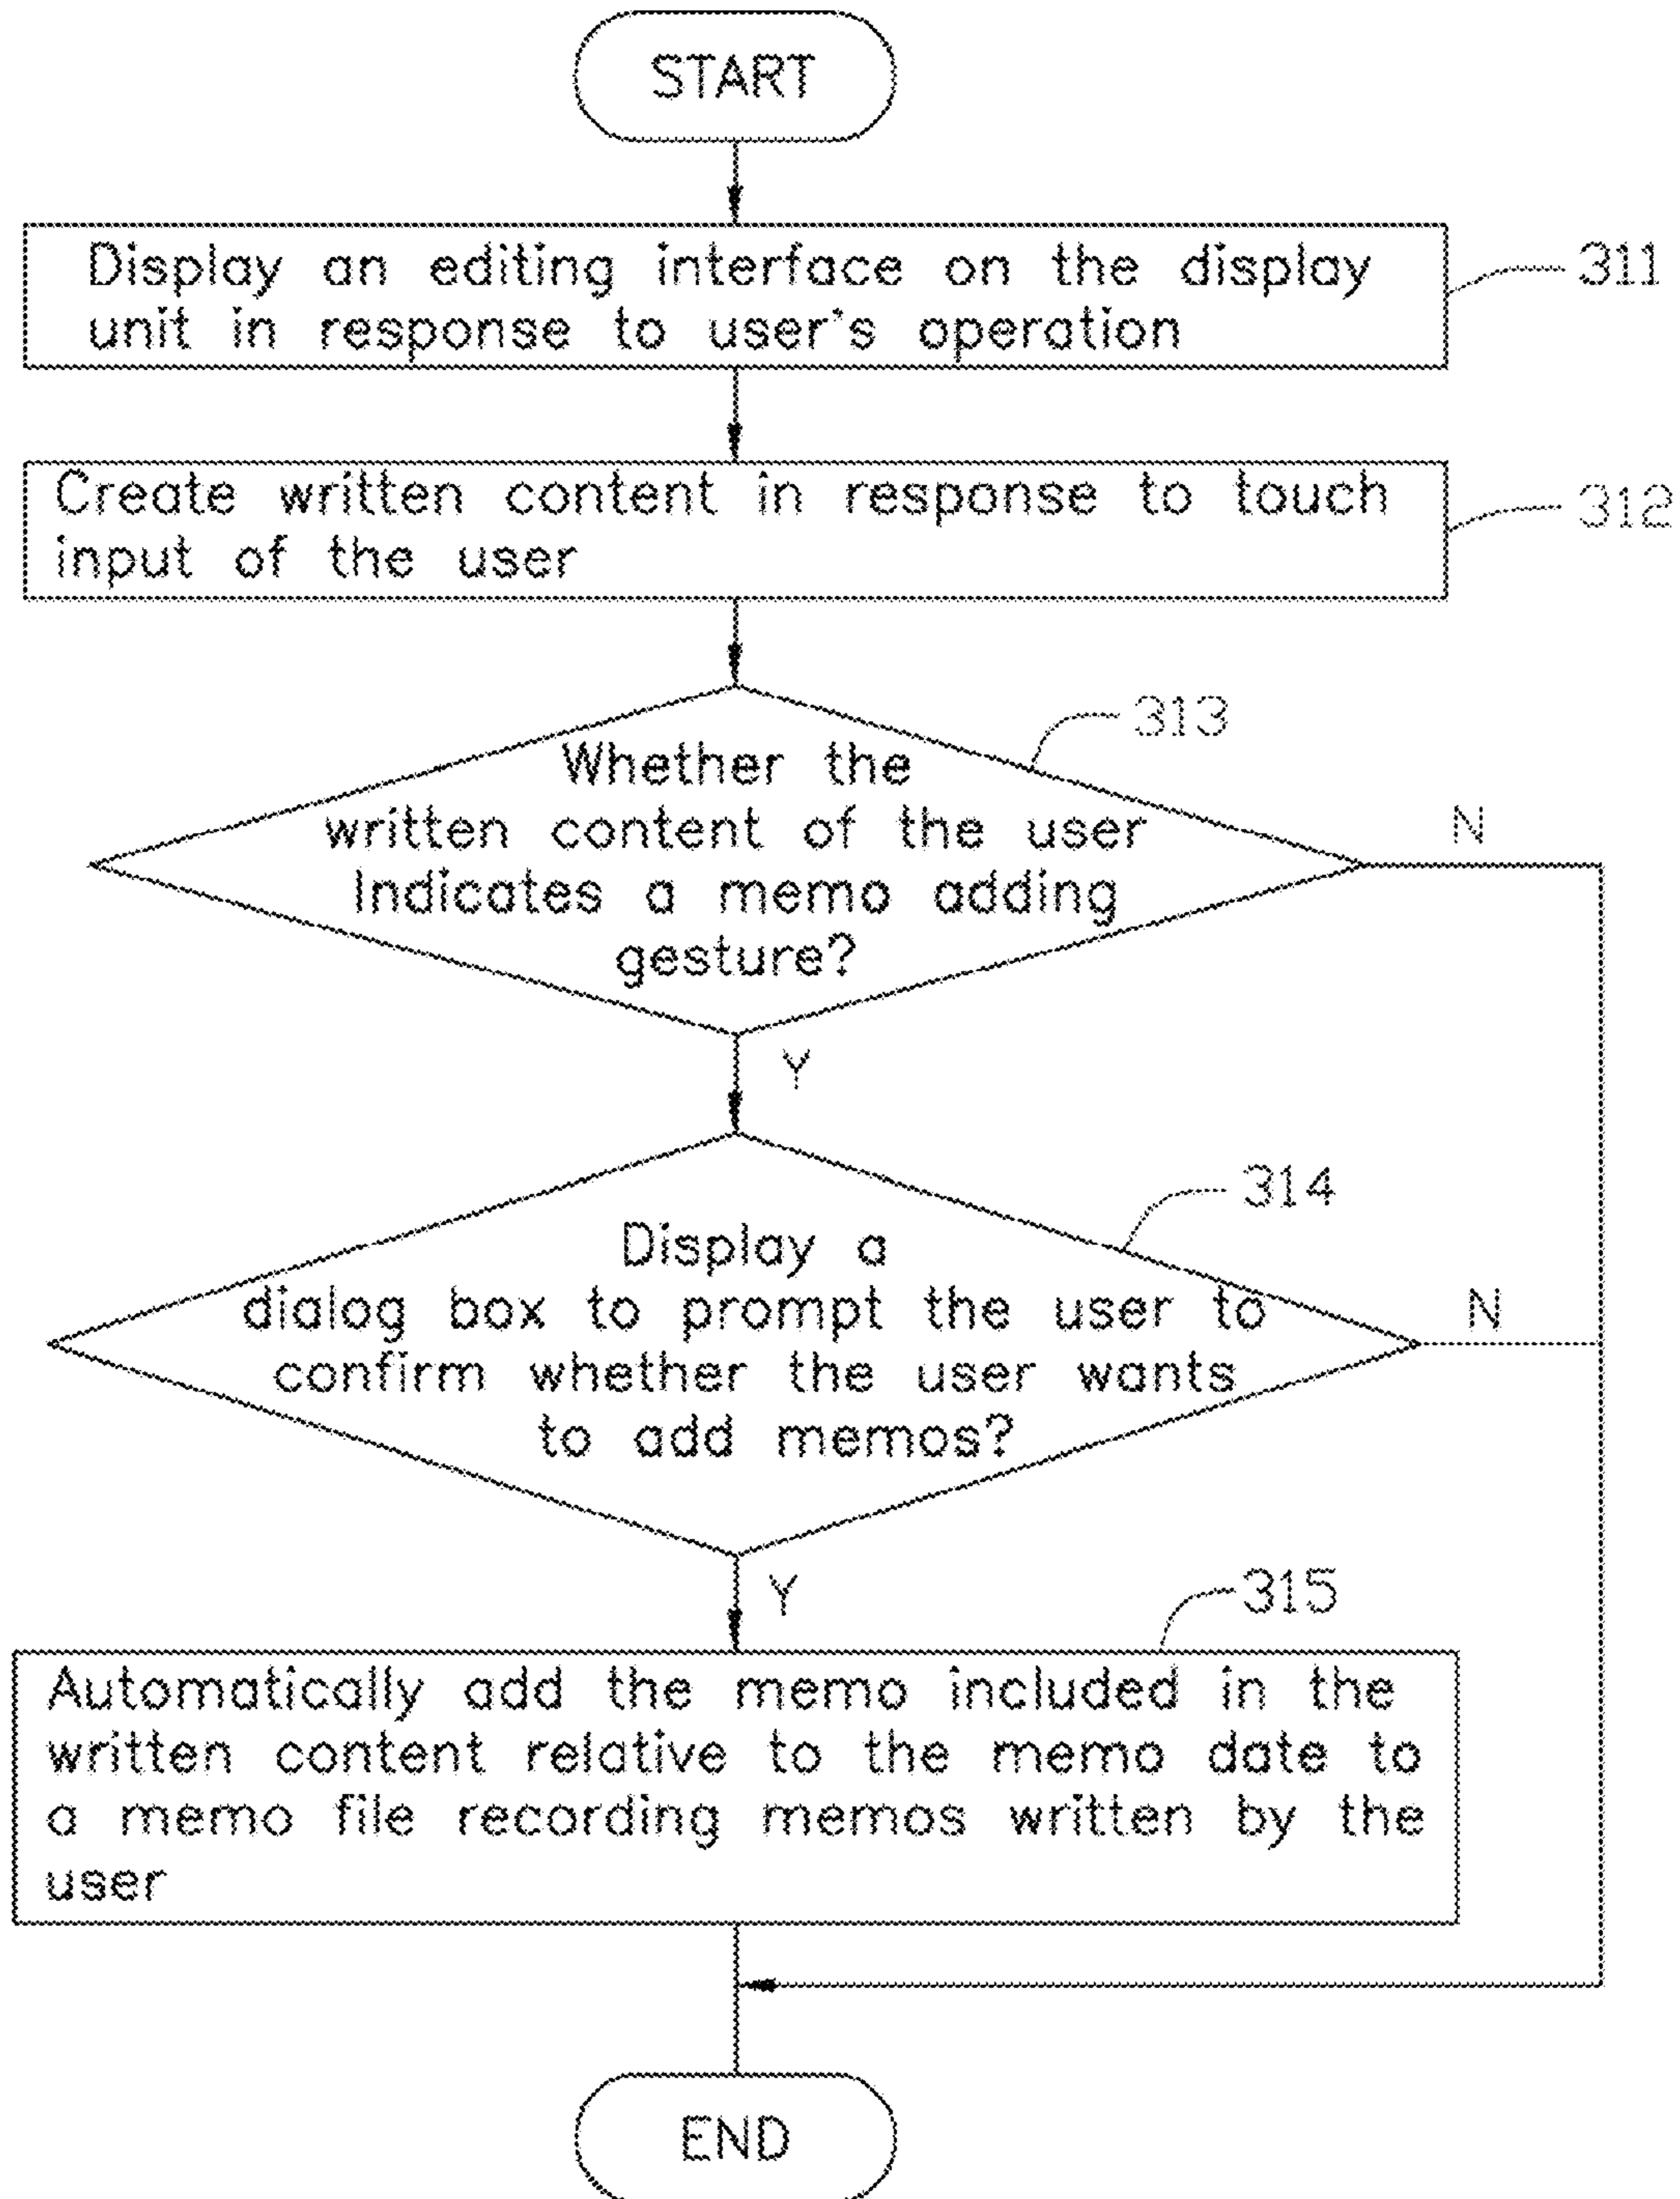 START
Display an editing interface on the display
unit in response to user's operation
311
Create written content in response to touch
input of the user
312
313
Whether the
written content of the user
Indicates a memo adding
gesture?
N
Y
314
Display a
dialog box to prompt the user to
confirm whether the user wants
to add memos?
N
Y
315
Automatically add the memo included in the
written content relative to the memo date to
a memo file recording memos written by the
user
END